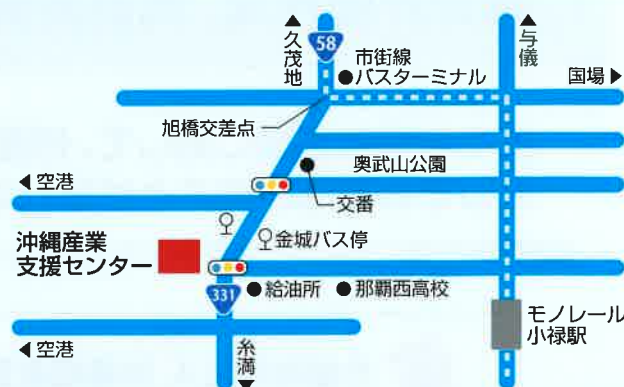 ▲久茂地
58
市街線
●バスターミナル
▲与儀
国場▶
旭橋交差点
奥武山公園
◀空港
交番
金城バス停
沖縄産業
支援センター
331
●給油所
●那覇西高校
モノレール
小禄駅
◀空港
糸満▼